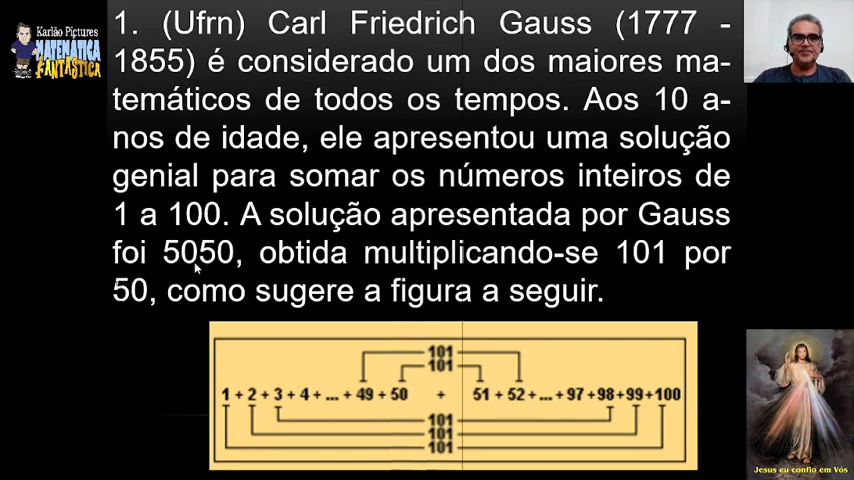 Karlão Pictures
MATEMÁTICA
FANTÁSTICA
1. (Ufrn) Carl Friedrich Gauss (1777 -
1855) é considerado um dos maiores ma-
temáticos de todos os tempos. Aos 10 a-
nos de idade, ele apresentou uma solução
genial para somar os números inteiros de
1 a 100. A solução apresentada por Gauss
foi 5050, obtida multiplicando-se 101 por
50, como sugere a figura a seguir.
101
101
1 + 2 + 3 + 4 + ... + 49 + 50 + 51 + 52 + ... + 97 + 98 + 99 + 100
101
101
101
Jesus eu confio em Vós